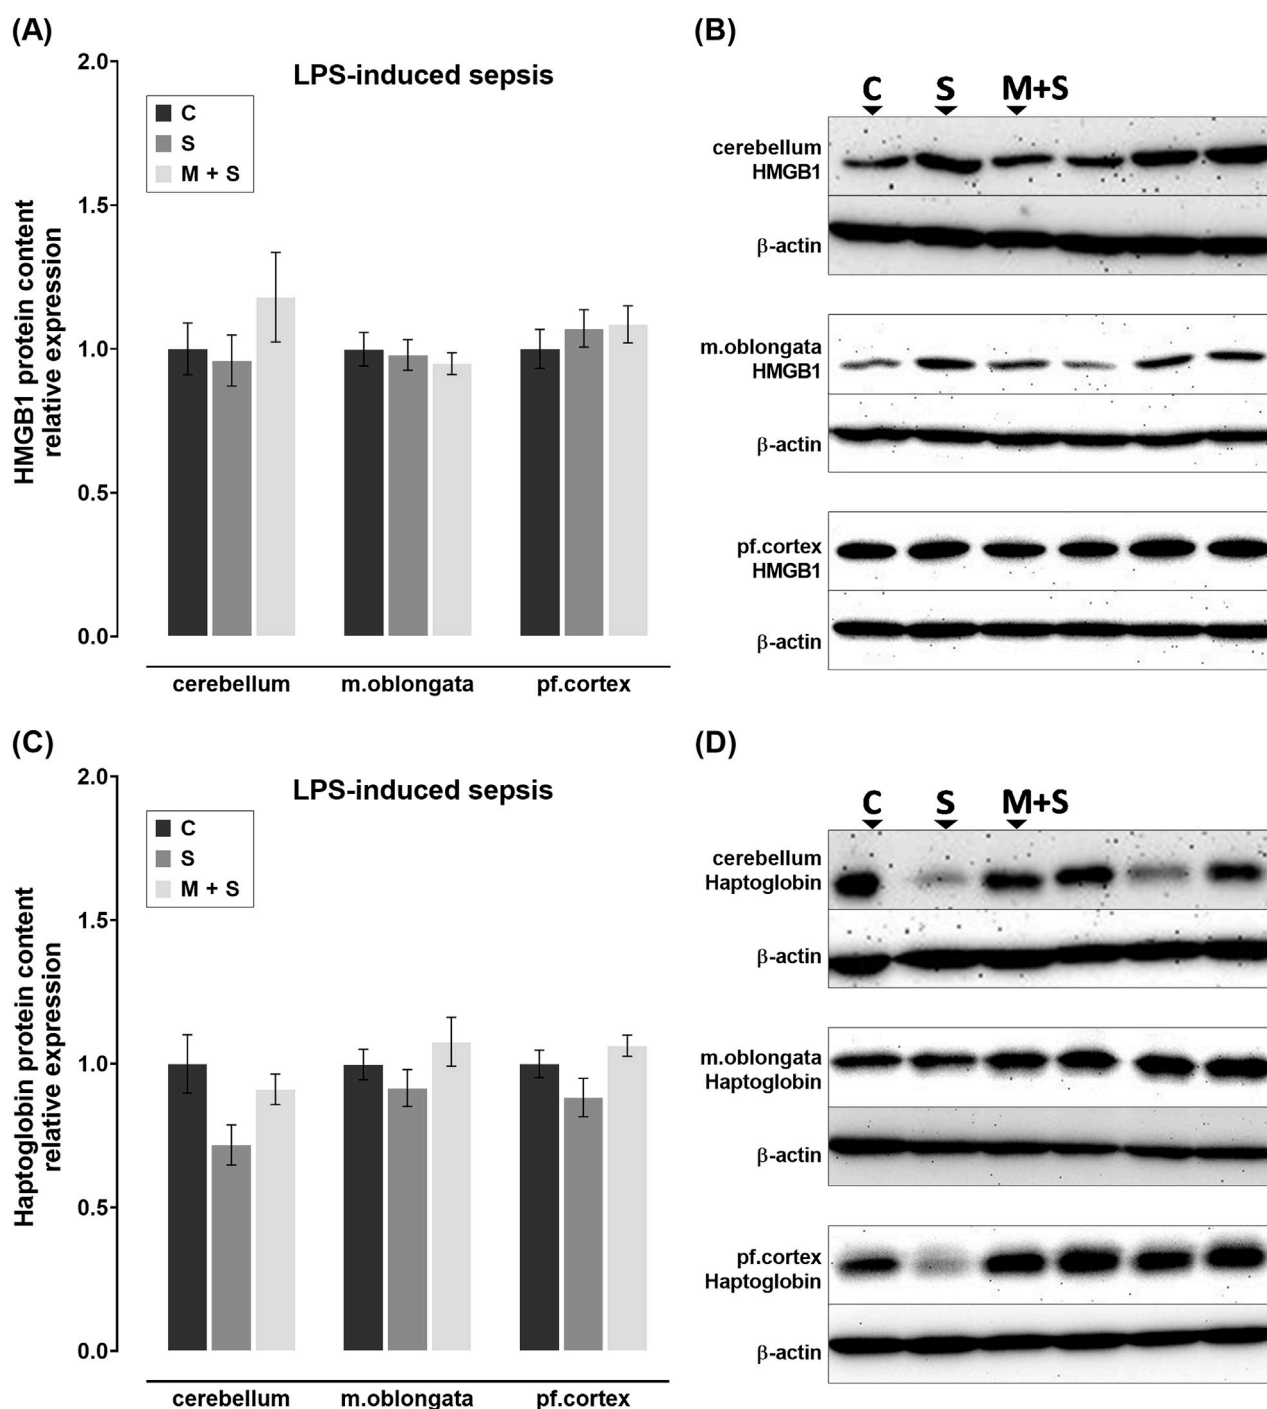 (A)
LPS-induced sepsis
C
S
M + S
HMGB1 protein content
relative expression
2.0
1.5
1.0
0.5
0.0
cerebellum m.oblongata pf.cortex
(B)
C S M+S
cerebellum
HMGB1
β-actin
m.oblongata
HMGB1
β-actin
pf.cortex
HMGB1
β-actin
(C)
LPS-induced sepsis
C
S
M + S
Haptoglobin protein content
relative expression
2.0
1.5
1.0
0.5
0.0
cerebellum m.oblongata pf.cortex
(D)
C S M+S
cerebellum
Haptoglobin
β-actin
m.oblongata
Haptoglobin
β-actin
pf.cortex
Haptoglobin
β-actin